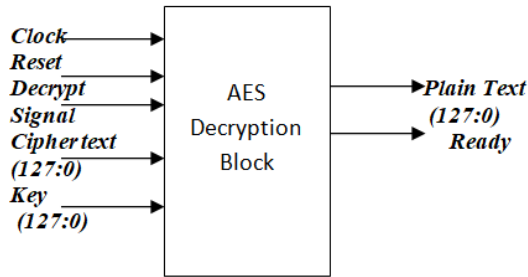 Clock
Reset
Decrypt
Signal
Cipher text
(127:0)
Key
(127:0)
AES
Decryption
Block
Plain Text
(127:0)
Ready